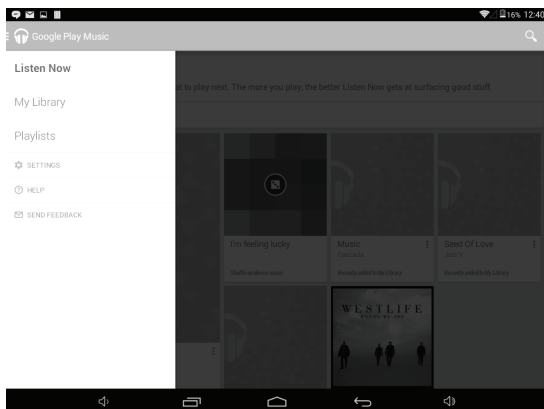 16% 12:40
Google Play Music
Listen Now
My Library
Playlists
SETTINGS
HELP
SEND FEEDBACK
ut to play next. The more you play, the better Listen Now gets at surfacing good stuff.
I'm feeling lucky
Music
Cascada
Recently added to My Library
Seed Of Love
Recently added to My Library
WESTLIFE